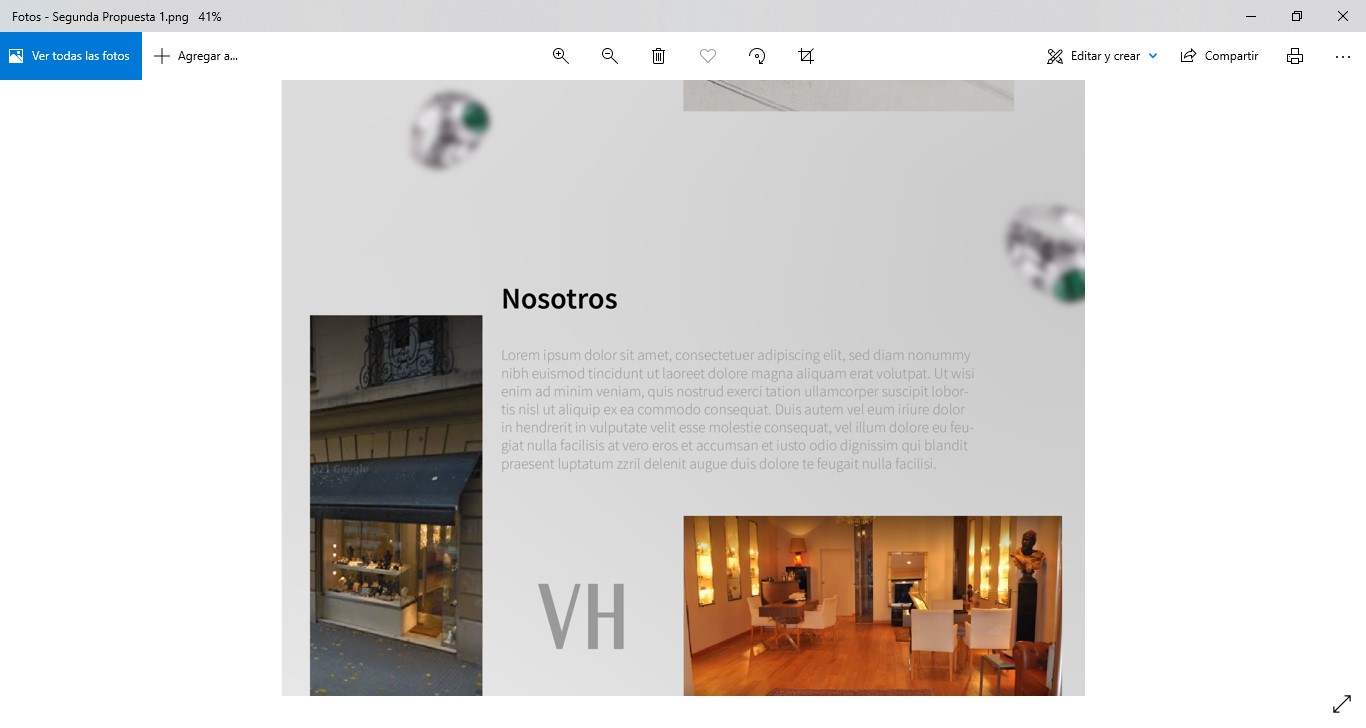 Fotos - Segunda Propuesta 1.png 41%
Ver todas las fotos
Agregar a...
Editar y crear
Compartir
Nosotros
Lorem ipsum dolor sit amet, consectetuer adipiscing elit, sed diam nonummy
nibh euismod tincidunt ut laoreet dolore magna aliquam erat volutpat. Ut wisi
enim ad minim veniam, quis nostrud exerci tation ullamcorper suscipit lobor-
tis nisl ut aliquip ex ea commodo consequat. Duis autem vel eum iriure dolor
in hendrerit in vulputate velit esse molestie consequat, vel illum dolore eu feu-
giat nulla facilisis at vero eros et accumsan et iusto odio dignissim qui blandit
praesent luptatum zzril delenit augue duis dolore te feugait nulla facilisi.
021 Google
VH